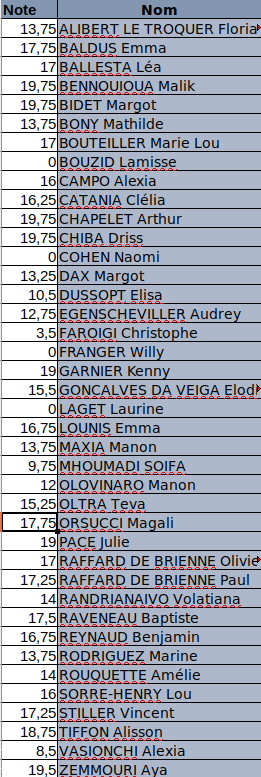 Note Nom
13,75 ALIBERT LE TROQUER Floria
17,75 BALDUS Emma
17 BALLESTA Léa
19,75 BENNOUIOUA Malik
19,75 BIDET Margot
13,75 BONY Mathilde
17 BOUTEILLER Marie Lou
0 BOUZID Lamisse
16 CAMPO Alexia
16,25 CATANIA Clélia
19,75 CHAPELET Arthur
19,75 CHIBA Driss
0 COHEN Naomi
13,25 DAX Margot
10,5 DUSSOPT Elisa
12,75 EGENSCHEVILLER Audrey
3,5 FAROIGI Christophe
0 FRANGER Willy
19 GARNIER Kenny
15,5 GONCALVES DA VEIGA Elodi
0 LAGET Laurine
16,75 LOUNIS Emma
13,75 MAXIA Manon
9,75 MHOUMADI SOIFA
12 OLOVINARO Manon
15,25 OLTRA Teva
17,75 ORSUCCI Magali
19 PACE Julie
17 RAFFARD DE BRIENNE Olivie
17,25 RAFFARD DE BRIENNE Paul
14 RANDRIANAIVO Volatiana
17,5 RAVENEAU Baptiste
16,75 REYNAUD Benjamin
13,75 RODRIGUEZ Marine
14 ROUQUETTE Amélie
16 SORRE-HENRY Lou
17,25 STILLER Vincent
18,75 TIFFON Alisson
8,5 VASIONCHI Alexia
19,5 ZEMMOURI Aya